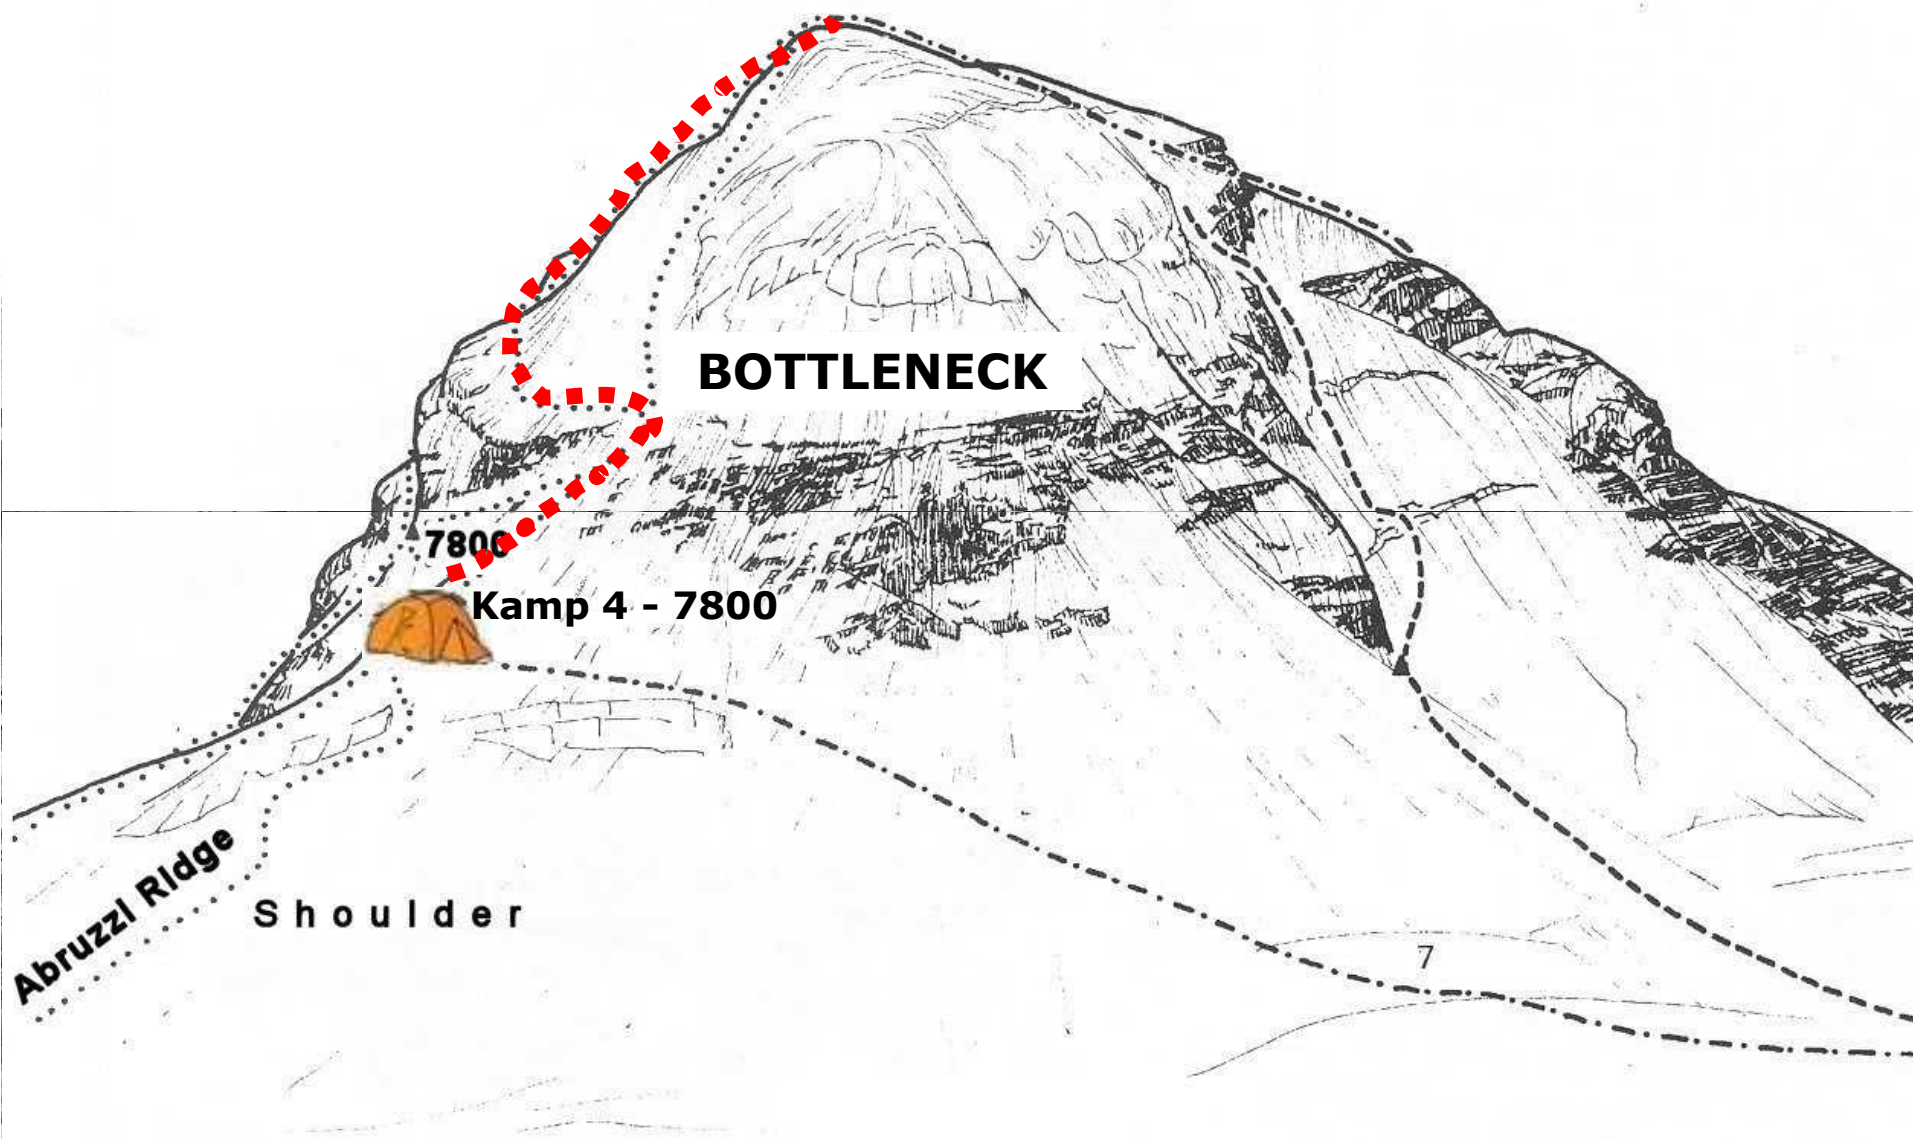 BOTTLENECK
7800
Kamp 4 - 7800
Abruzzi Ridge
Shoulder
7